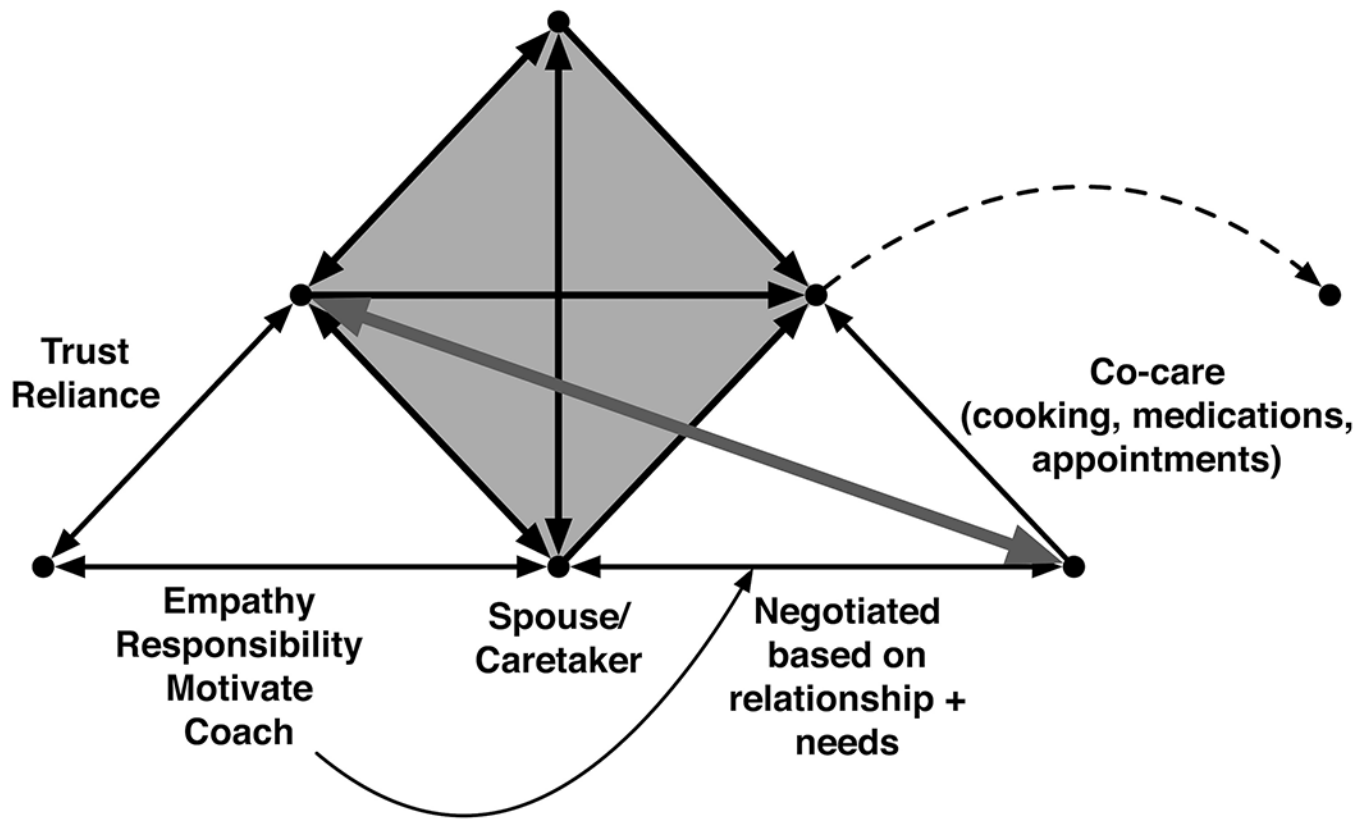 Trust
Reliance
Co-care
(cooking, medications,
appointments)
Empathy
Responsibility
Motivate
Coach
Spouse/
Caretaker
Negotiated
based on
relationship +
needs